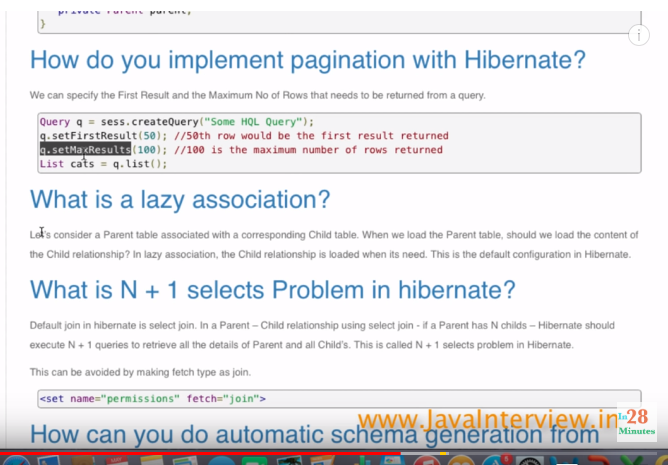 private Parent parent;
}
How do you implement pagination with Hibernate?
We can specify the First Result and the Maximum No of Rows that needs to be returned from a query.
Query q = sess.createQuery("Some HQL Query");
q.setFirstResult(50); //50th row would be the first result returned
q.setMaxResults(100); //100 is the maximum number of rows returned
List cats = q.list();
What is a lazy association?
Let's consider a Parent table associated with a corresponding Child table. When we load the Parent table, should we load the content of
the Child relationship? In lazy association, the Child relationship is loaded when its need. This is the default configuration in Hibernate.
What is N + 1 selects Problem in hibernate?
Default join in hibernate is select join. In a Parent – Child relationship using select join - if a Parent has N childs – Hibernate should
execute N + 1 queries to retrieve all the details of Parent and all Child's. This is called N + 1 selects problem in Hibernate.
This can be avoided by making fetch type as join.
<set name="permissions" fetch="join">
www.JavaInterview.in
In28
Minutes
How can you do automatic schema generation from